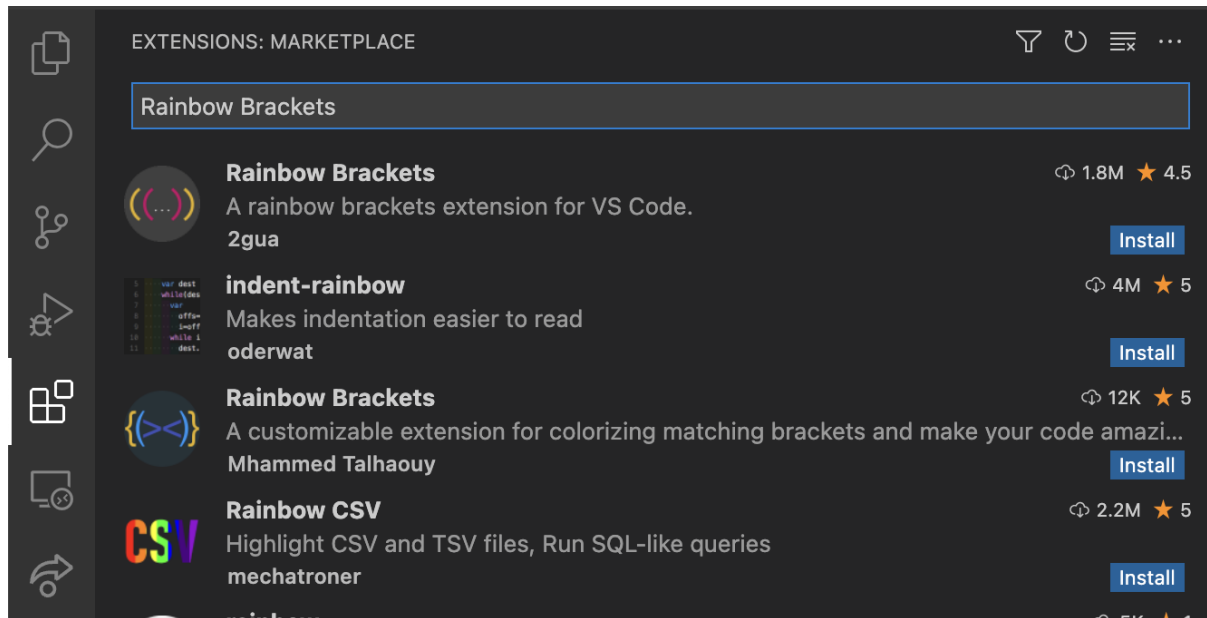 EXTENSIONS: MARKETPLACE
Rainbow Brackets
Rainbow Brackets 1.8M 4.5
A rainbow brackets extension for VS Code.
2gua
Install
indent-rainbow 4M 5
Makes indentation easier to read
oderwat
Install
Rainbow Brackets 12K 5
A customizable extension for colorizing matching brackets and make your code amazi...
Mhammed Talhaouy
Install
Rainbow CSV 2.2M 5
CSV
Highlight CSV and TSV files, Run SQL-like queries
mechatroner
Install